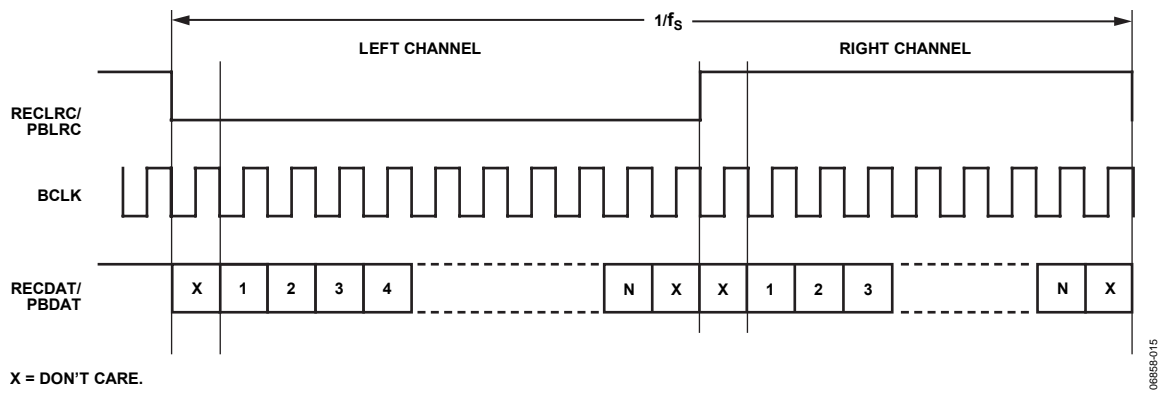 1/fS
LEFT CHANNEL
RIGHT CHANNEL
RECLRC/
PBLRC
BCLK
RECDAT/
PBDAT
X 1 2 3 4 N X X 1 2 3 N X
X = DON'T CARE.
06858-015